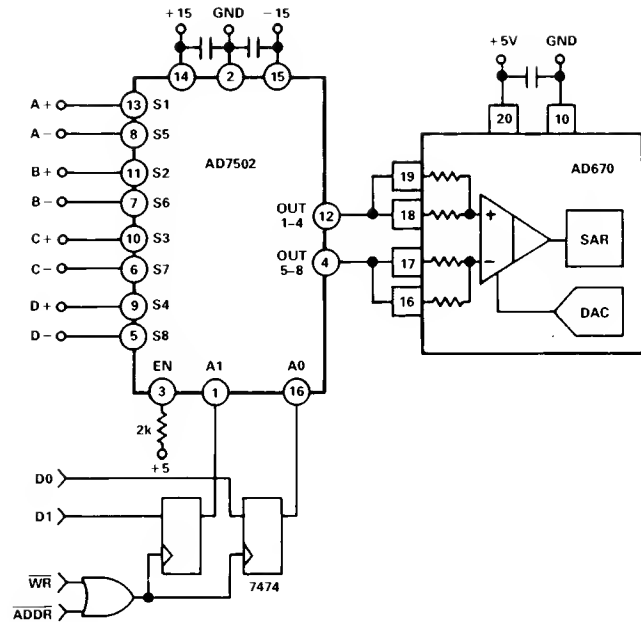 +15 GND -15
+5V GND
14 2 15
20 10
A+ 13 S1
A- 8 S5
B+ 11 S2
B- 7 S6
C+ 10 S3
C- 6 S7
D+ 9 S4
D- 5 S8
AD7502
OUT
1-4
12
OUT
5-8
4
AD670
19
18
17
16
+
-
SAR
DAC
EN A1 A0
3 1 16
2k
+5
D0
D1
7474
WR
ADDR